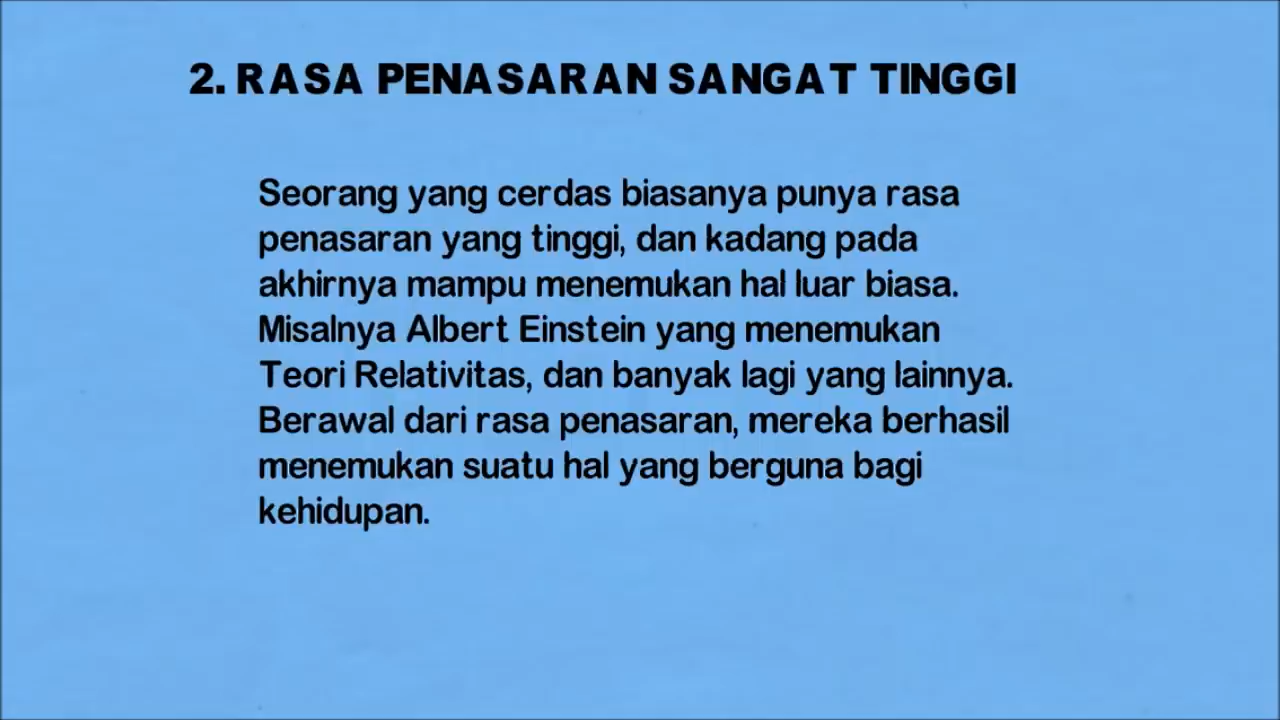 2. RASA PENASARAN SANGAT TINGGI
Seorang yang cerdas biasanya punya rasa
penasaran yang tinggi, dan kadang pada
akhirnya mampu menemukan hal luar biasa.
Misalnya Albert Einstein yang menemukan
Teori Relativitas, dan banyak lagi yang lainnya.
Berawal dari rasa penasaran, mereka berhasil
menemukan suatu hal yang berguna bagi
kehidupan.